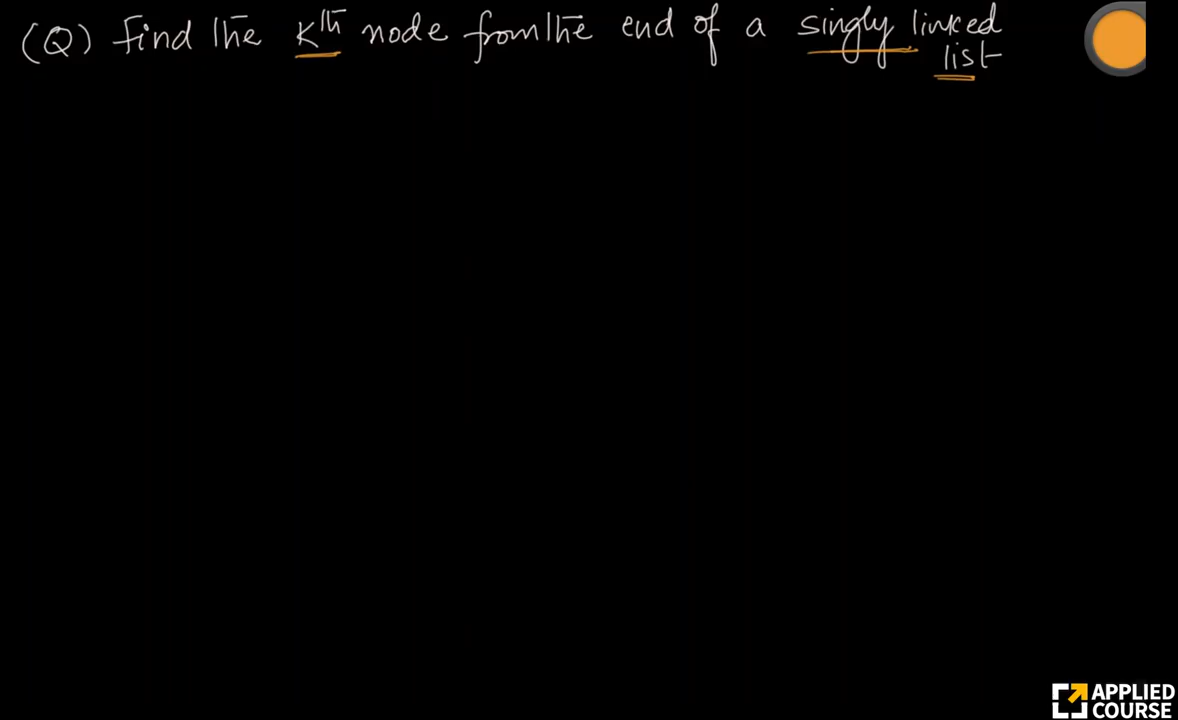 (Q) Find the Kth node from the end of a singly linked
list
APPLIED
COURSE